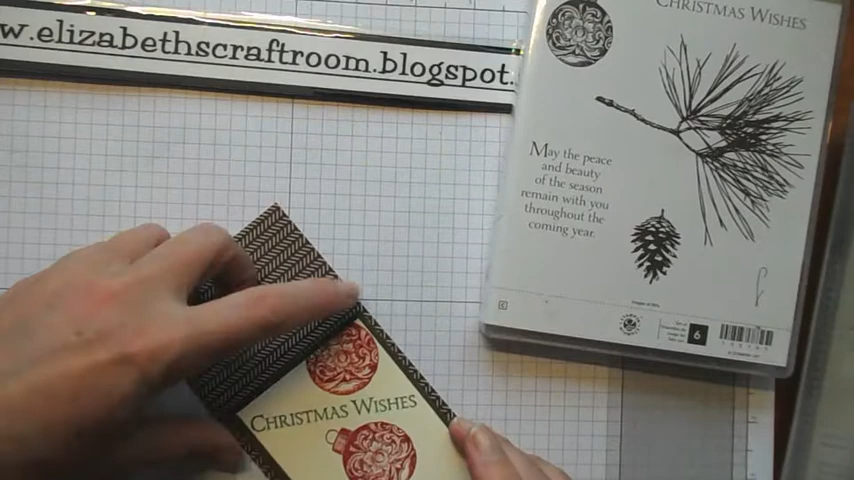 w.elizabethscraftroom.blogspot.
CHRISTMAS WISHES
May the peace
and beauty
of the season
remain with you
throughout the
coming year.
6
CHRISTMAS WISHES